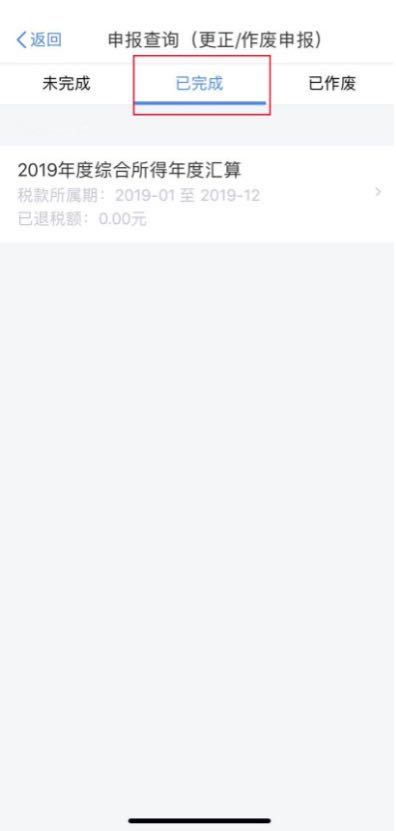 返回 申报查询（更正/作废申报）
未完成 已完成 已作废
2019年度综合所得年度汇算
税款所属期：2019-01 至 2019-12
已退税额：0.00元